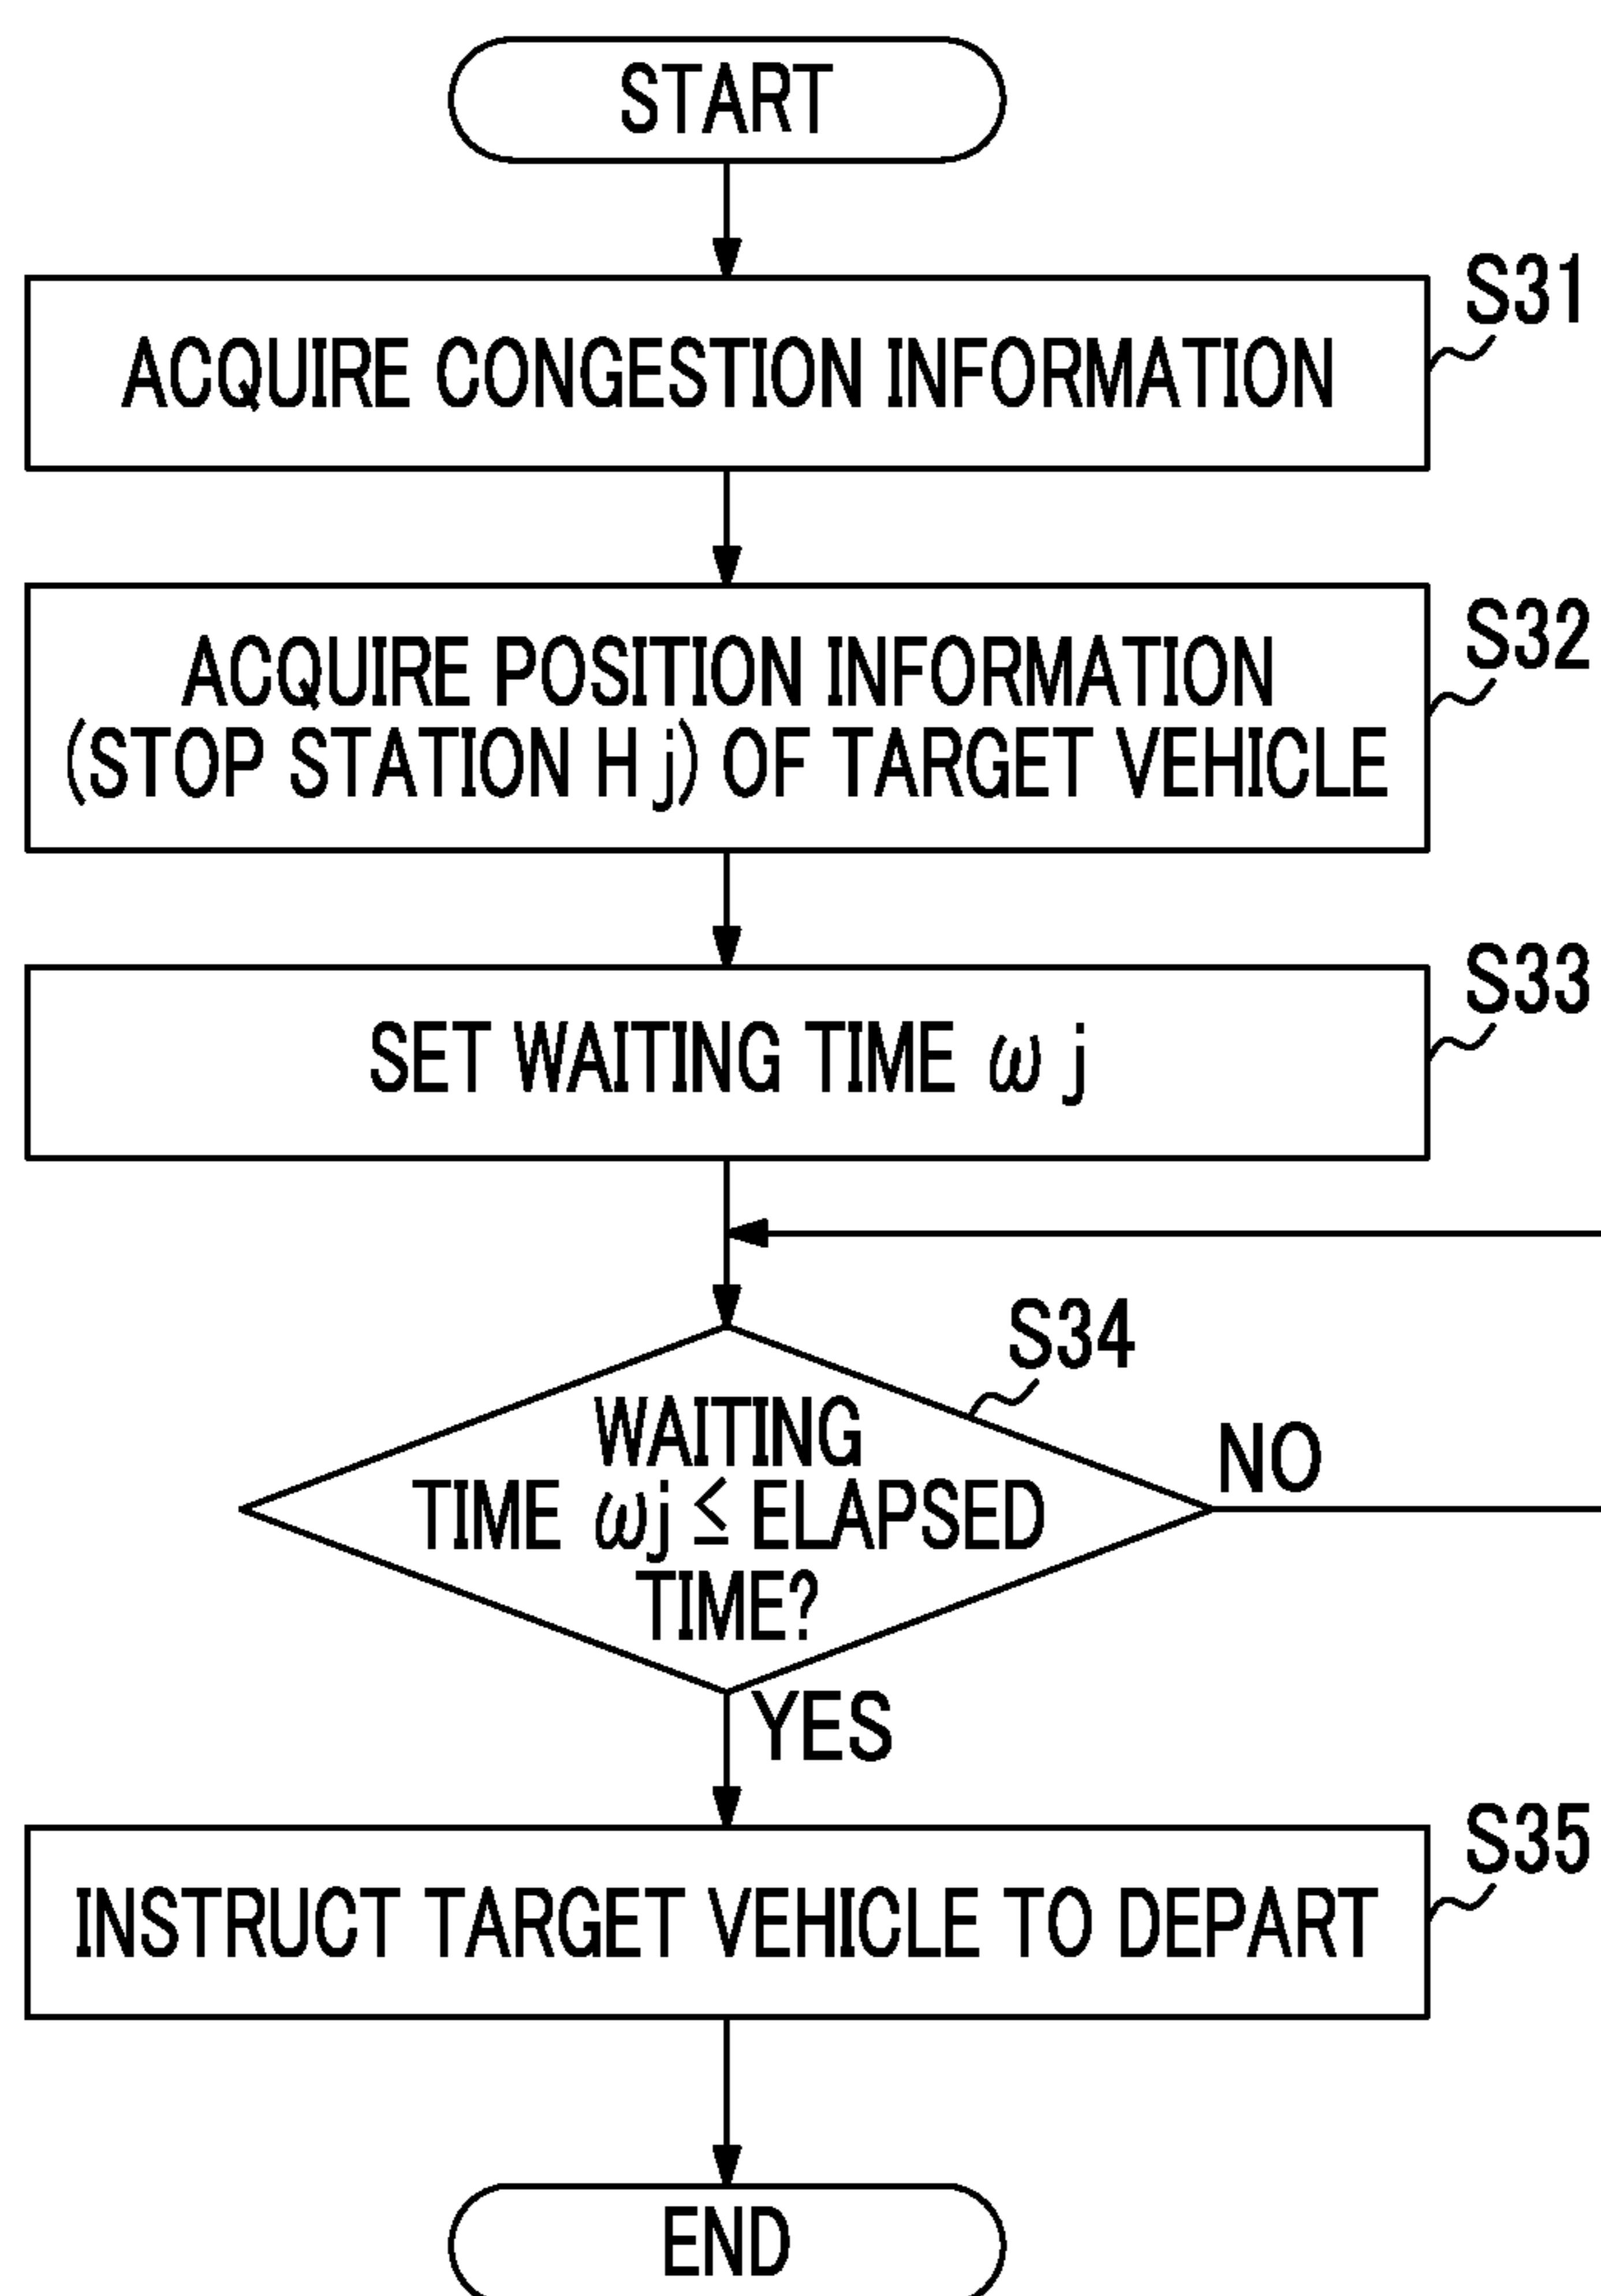 START
S31
ACQUIRE CONGESTION INFORMATION
S32
ACQUIRE POSITION INFORMATION
(STOP STATION H j) OF TARGET VEHICLE
S33
SET WAITING TIME ω j
S34
WAITING
TIME ωj ≤ ELAPSED
TIME?
NO
YES
S35
INSTRUCT TARGET VEHICLE TO DEPART
END